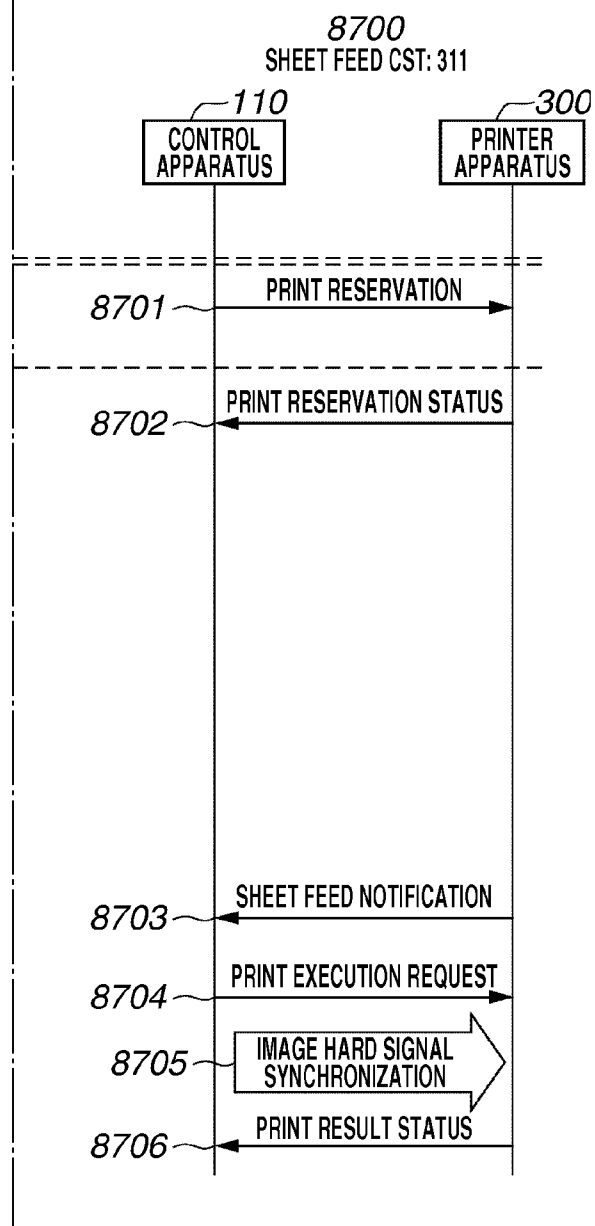 8700
SHEET FEED CST: 311
110
300
CONTROL
APPARATUS
PRINTER
APPARATUS
PRINT RESERVATION
8701
PRINT RESERVATION STATUS
8702
SHEET FEED NOTIFICATION
8703
PRINT EXECUTION REQUEST
8704
IMAGE HARD SIGNAL
SYNCHRONIZATION
8705
PRINT RESULT STATUS
8706